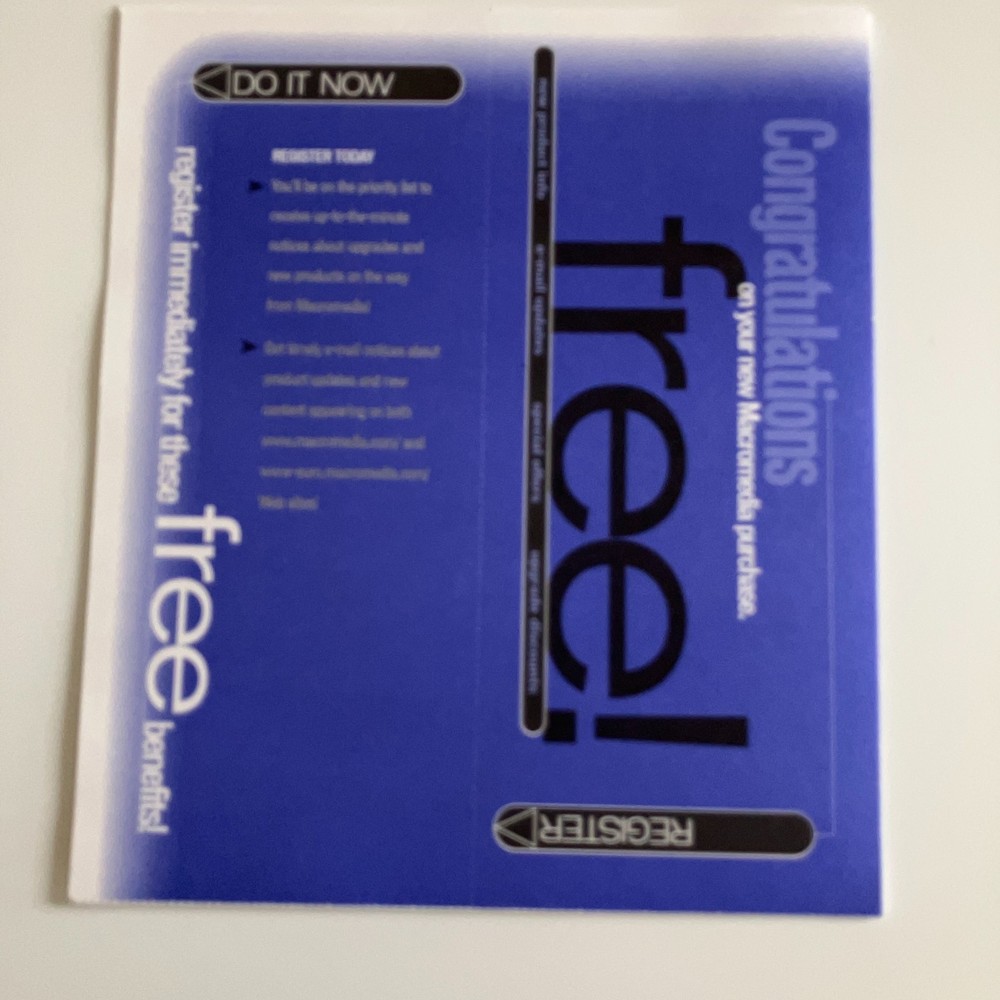 Congratulations
on your new Macromedia purchase.
free!
new product info e-mail updates special offers upgrade discounts
REGISTER
DO IT NOW
register immediately for these free benefits!
REGISTER TODAY
You'll be on the priority list to
receive up-to-the-minute
notices about upgrades and
new products on the way
from Macromedia!
Get timely e-mail notices about
product updates and new
content appearing on both
www.macromedia.com/ and
www-euro.macromedia.com/
Web sites!